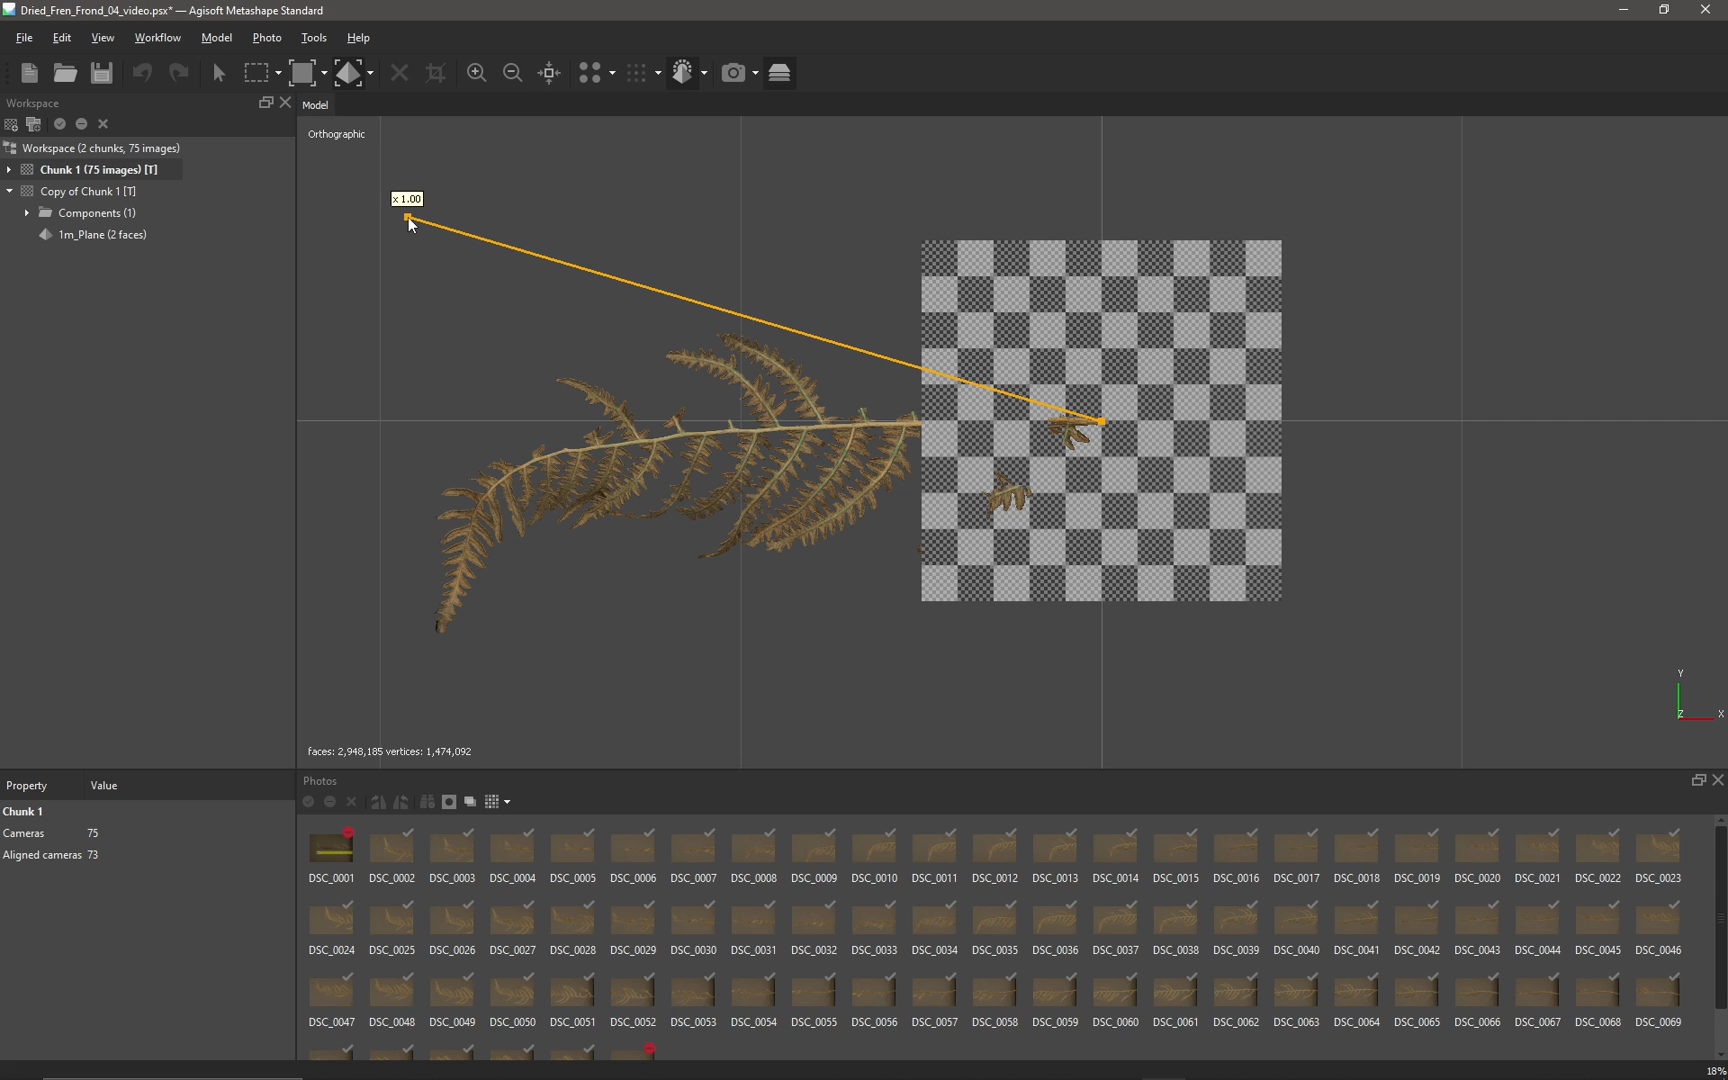 Dried_Fren_Frond_04_video.psx* — Agisoft Metashape Standard
File Edit View Workflow Model Photo Tools Help
Workspace
Model
Workspace (2 chunks, 75 images)
Chunk 1 (75 images) [T]
Copy of Chunk 1 [T]
Components (1)
1m_Plane (2 faces)
Orthographic
x 1.00
Y
Z X
faces: 2,948,185 vertices: 1,474,092
Property Value
Chunk 1
Cameras 75
Aligned cameras 73
Photos
DSC_0001 DSC_0002 DSC_0003 DSC_0004 DSC_0005 DSC_0006 DSC_0007 DSC_0008 DSC_0009 DSC_0010 DSC_0011 DSC_0012 DSC_0013 DSC_0014 DSC_0015 DSC_0016 DSC_0017 DSC_0018 DSC_0019 DSC_0020 DSC_0021 DSC_0022 DSC_0023
DSC_0024 DSC_0025 DSC_0026 DSC_0027 DSC_0028 DSC_0029 DSC_0030 DSC_0031 DSC_0032 DSC_0033 DSC_0034 DSC_0035 DSC_0036 DSC_0037 DSC_0038 DSC_0039 DSC_0040 DSC_0041 DSC_0042 DSC_0043 DSC_0044 DSC_0045 DSC_0046
DSC_0047 DSC_0048 DSC_0049 DSC_0050 DSC_0051 DSC_0052 DSC_0053 DSC_0054 DSC_0055 DSC_0056 DSC_0057 DSC_0058 DSC_0059 DSC_0060 DSC_0061 DSC_0062 DSC_0063 DSC_0064 DSC_0065 DSC_0066 DSC_0067 DSC_0068 DSC_0069
18%